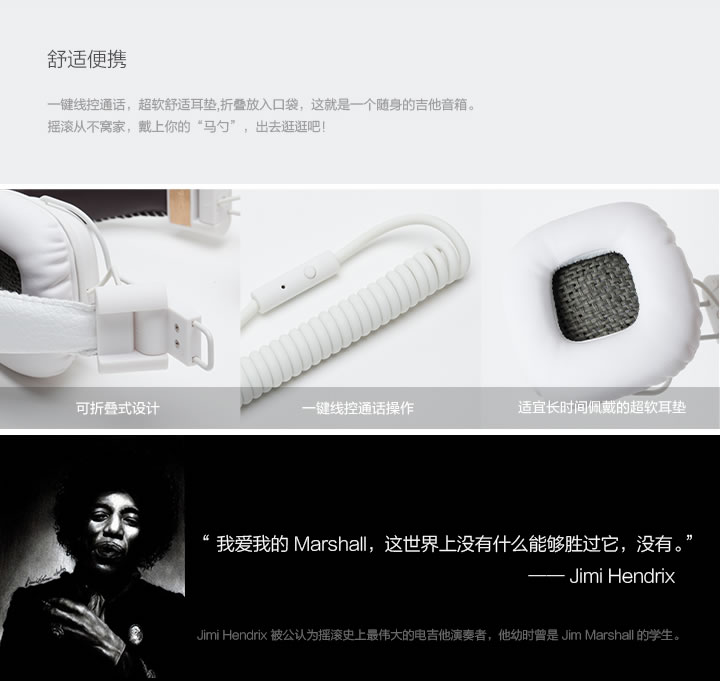 舒适便携
一键线控通话，超软舒适耳垫,折叠放入口袋，这就是一个随身的吉他音箱。
摇滚从不窝家，戴上你的“马勺”，出去逛逛吧！
可折叠式设计
一键线控通话操作
适宜长时间佩戴的超软耳垫
“ 我爱我的 Marshall，这世界上没有什么能够胜过它，没有。”
—— Jimi Hendrix
Jimi Hendrix 被公认为摇滚史上最伟大的电吉他演奏者，他幼时曾是 Jim Marshall 的学生。